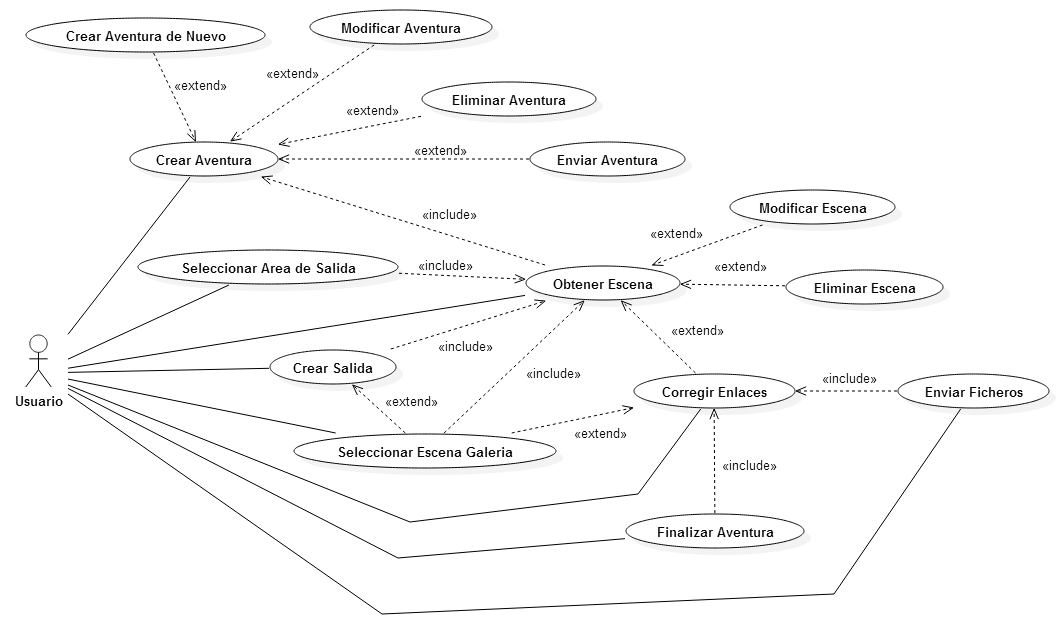 Crear Aventura de Nuevo
Modificar Aventura
«extend»
«extend»
Eliminar Aventura
«extend»
Crear Aventura
«extend»
Enviar Aventura
«include»
Modificar Escena
«extend»
Seleccionar Area de Salida
«include»
Obtener Escena
«extend»
Eliminar Escena
«extend»
«include»
Crear Salida
«include»
Usuario
«extend»
Corregir Enlaces
«include»
Enviar Ficheros
Seleccionar Escena Galeria
«extend»
«include»
Finalizar Aventura